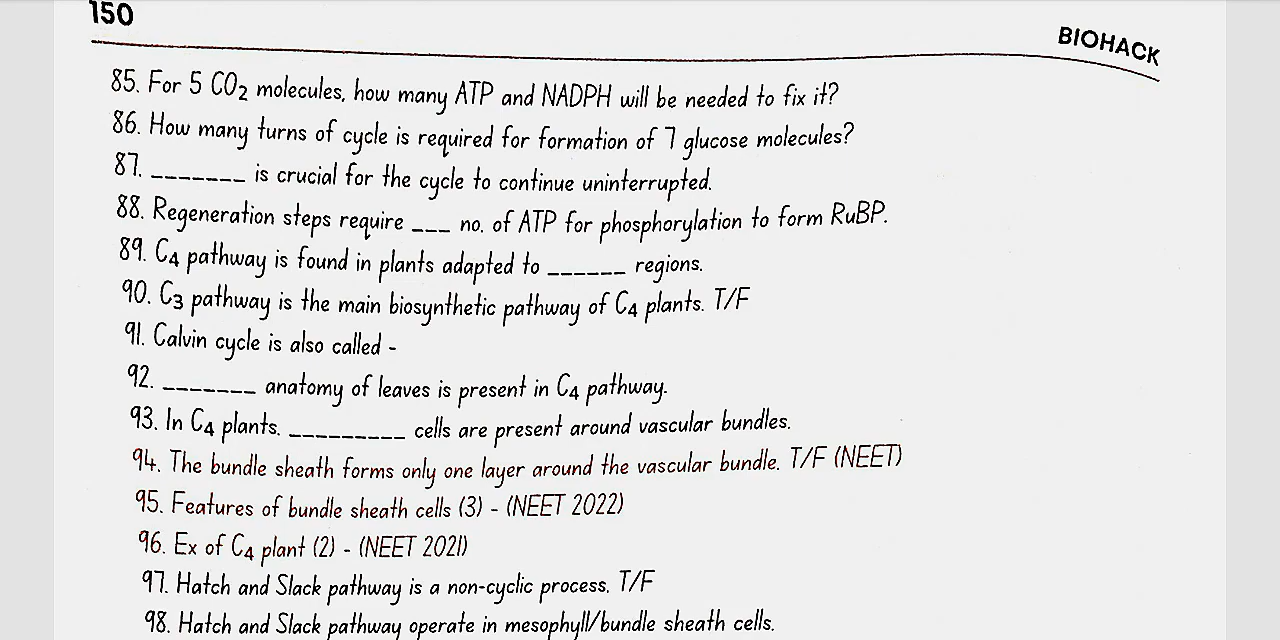 150
BIOHACK
85. For 5 CO₂ molecules, how many ATP and NADPH will be needed to fix it?
86. How many turns of cycle is required for formation of 7 glucose molecules?
87. _______ is crucial for the cycle to continue uninterrupted.
88. Regeneration steps require ___ no. of ATP for phosphorylation to form RuBP.
89. C₄ pathway is found in plants adapted to ______ regions.
90. C₃ pathway is the main biosynthetic pathway of C₄ plants. T/F
91. Calvin cycle is also called -
92. _______ anatomy of leaves is present in C₄ pathway.
93. In C₄ plants, _________ cells are present around vascular bundles.
94. The bundle sheath forms only one layer around the vascular bundle. T/F (NEET)
95. Features of bundle sheath cells (3) - (NEET 2022)
96. Ex of C₄ plant (2) - (NEET 2021)
97. Hatch and Slack pathway is a non-cyclic process. T/F
98. Hatch and Slack pathway operate in mesophyll/bundle sheath cells.